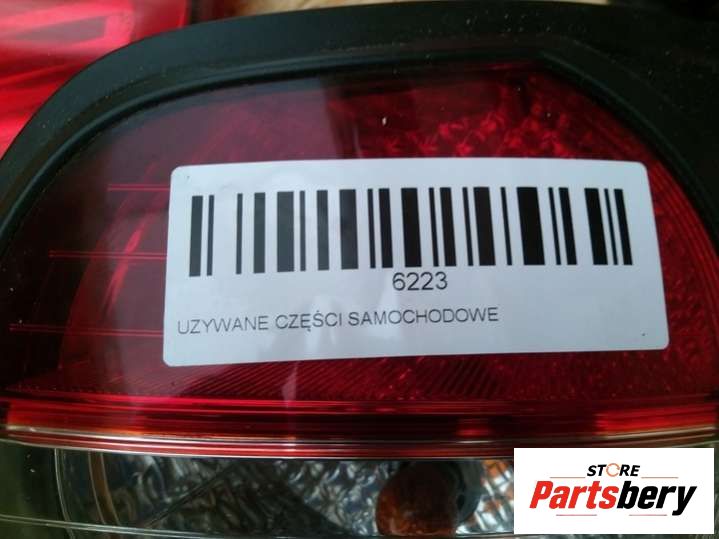 6223
UZYWANE CZĘŚCI SAMOCHODOWE
STORE
Partsbery